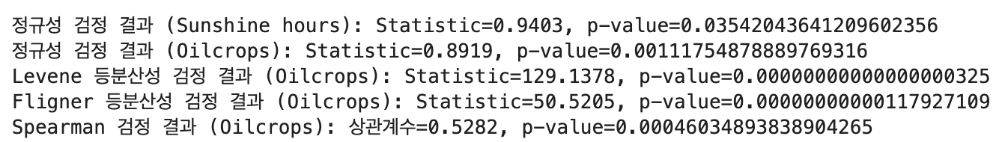 정규성 검정 결과 (Sunshine hours): Statistic=0.9403, p-value=0.03542043641209602356
정규성 검정 결과 (Oilcrops): Statistic=0.8919, p-value=0.00111754878889769316
Levene 등분산성 검정 결과 (Oilcrops): Statistic=129.1378, p-value=0.00000000000000000325
Fligner 등분산성 검정 결과 (Oilcrops): Statistic=50.5205, p-value=0.00000000000117927109
Spearman 검정 결과 (Oilcrops): 상관계수=0.5282, p-value=0.00046034893838904265